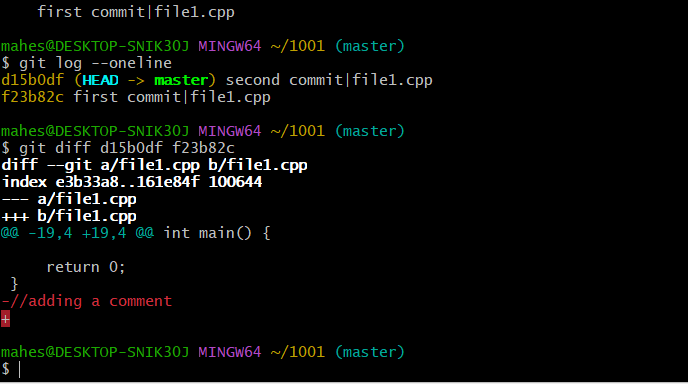 first commit|file1.cpp
mahes@DESKTOP-SNIK30J MINGW64 ~/1001 (master)
$ git log --oneline
d15b0df (HEAD -> master) second commit|file1.cpp
f23b82c first commit|file1.cpp
mahes@DESKTOP-SNIK30J MINGW64 ~/1001 (master)
$ git diff d15b0df f23b82c
diff --git a/file1.cpp b/file1.cpp
index e3b33a8..161e84f 100644
--- a/file1.cpp
+++ b/file1.cpp
@@ -19,4 +19,4 @@ int main() {
return 0;
}
-//adding a comment
+
mahes@DESKTOP-SNIK30J MINGW64 ~/1001 (master)
$